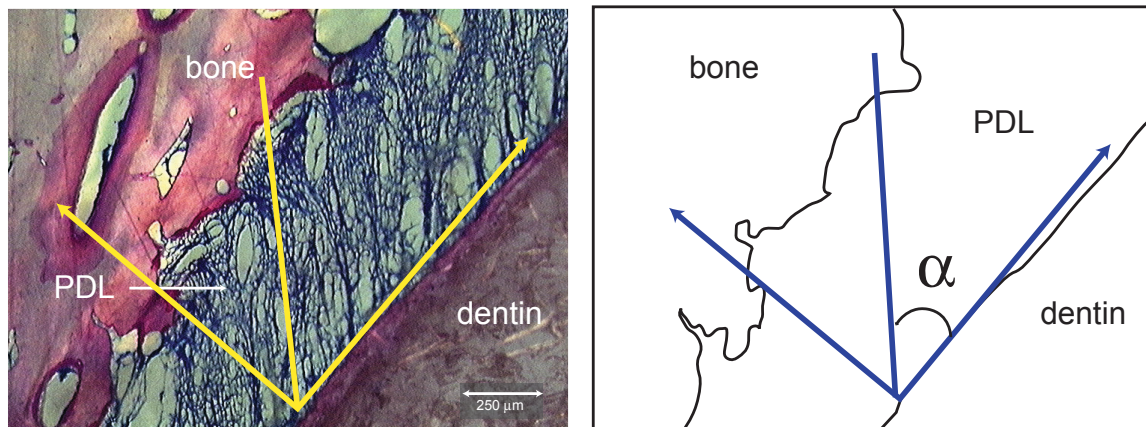 bone
PDL
dentin
250 μm
bone
PDL
α
dentin